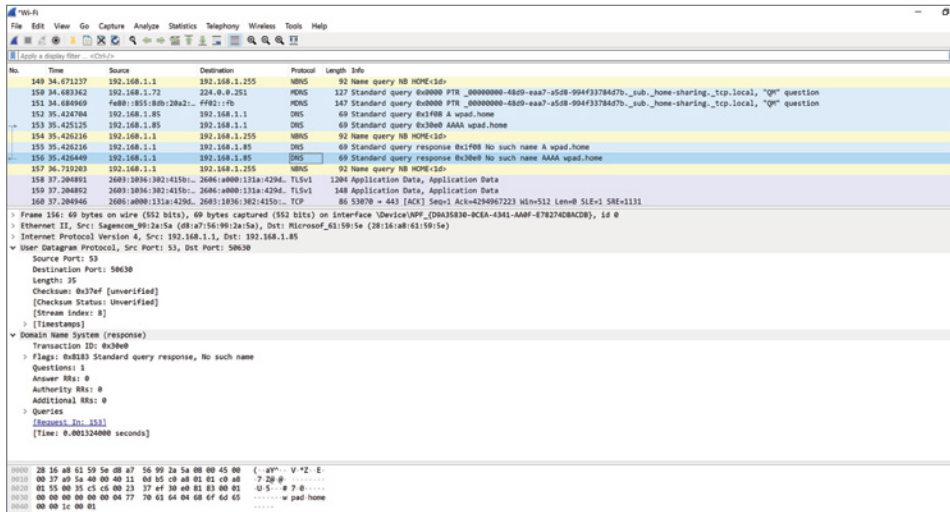 *Wi-Fi
File Edit View Go Capture Analyze Statistics Telephony Wireless Tools Help
Apply a display filter ... <Ctrl-/>
No. Time Source Destination Protocol Length Info
149 34.671237 192.168.1.1 192.168.1.255 NBNS 92 Name query NB HOME<1d>
150 34.683362 192.168.1.72 224.0.0.251 MDNS 127 Standard query 0x0000 PTR _00000000-48d9-eaa7-a5d8-994f33784d7b._sub._home-sharing._tcp.local, "QM" question
151 34.684969 fe80::855:8db:20a2:… ff02::fb MDNS 147 Standard query 0x0000 PTR _00000000-48d9-eaa7-a5d8-994f33784d7b._sub._home-sharing._tcp.local, "QM" question
152 35.424704 192.168.1.85 192.168.1.1 DNS 69 Standard query 0x1f08 A wpad.home
153 35.425125 192.168.1.85 192.168.1.1 DNS 69 Standard query 0x30e0 AAAA wpad.home
154 35.426216 192.168.1.1 192.168.1.255 NBNS 92 Name query NB HOME<1d>
155 35.426216 192.168.1.1 192.168.1.85 DNS 69 Standard query response 0x1f08 No such name A wpad.home
156 35.426449 192.168.1.1 192.168.1.85 DNS 69 Standard query response 0x30e0 No such name AAAA wpad.home
157 36.719203 192.168.1.1 192.168.1.255 NBNS 92 Name query NB HOME<1d>
158 37.204891 2603:1036:302:415b:… 2606:a000:131a:429d… TLSv1 1204 Application Data, Application Data
159 37.204892 2603:1036:302:415b:… 2606:a000:131a:429d… TLSv1 148 Application Data, Application Data
160 37.204946 2606:a000:131a:429d… 2603:1036:302:415b:… TCP 86 53070 → 443 [ACK] Seq=1 Ack=4294967223 Win=512 Len=0 SLE=1 SRE=1131
Frame 156: 69 bytes on wire (552 bits), 69 bytes captured (552 bits) on interface \Device\NPF_{D9A35830-0CEA-4341-AA0F-E78274D8ACDB}, id 0
Ethernet II, Src: Sagemcom_99:2a:5a (d8:a7:56:99:2a:5a), Dst: Microsof_61:59:5e (28:16:a8:61:59:5e)
Internet Protocol Version 4, Src: 192.168.1.1, Dst: 192.168.1.85
User Datagram Protocol, Src Port: 53, Dst Port: 50630
Source Port: 53
Destination Port: 50630
Length: 35
Checksum: 0x37ef [unverified]
[Checksum Status: Unverified]
[Stream index: 8]
[Timestamps]
Domain Name System (response)
Transaction ID: 0x30e0
Flags: 0x8183 Standard query response, No such name
Questions: 1
Answer RRs: 0
Authority RRs: 0
Additional RRs: 0
Queries
[Request In: 153]
[Time: 0.001324000 seconds]
0000 28 16 a8 61 59 5e d8 a7 56 99 2a 5a 08 00 45 00 (··aY^·· V·*Z··E·
0010 00 37 a9 5a 40 00 40 11 0d b5 c0 a8 01 01 c0 a8 ·7·Z@·@· ········
0020 01 55 00 35 c5 c6 00 23 37 ef 30 e0 81 83 00 01 ·U·5···# 7·0·····
0030 00 00 00 00 00 00 04 77 70 61 64 04 68 6f 6d 65 ·······w pad·home
0040 00 00 1c 00 01 ·····